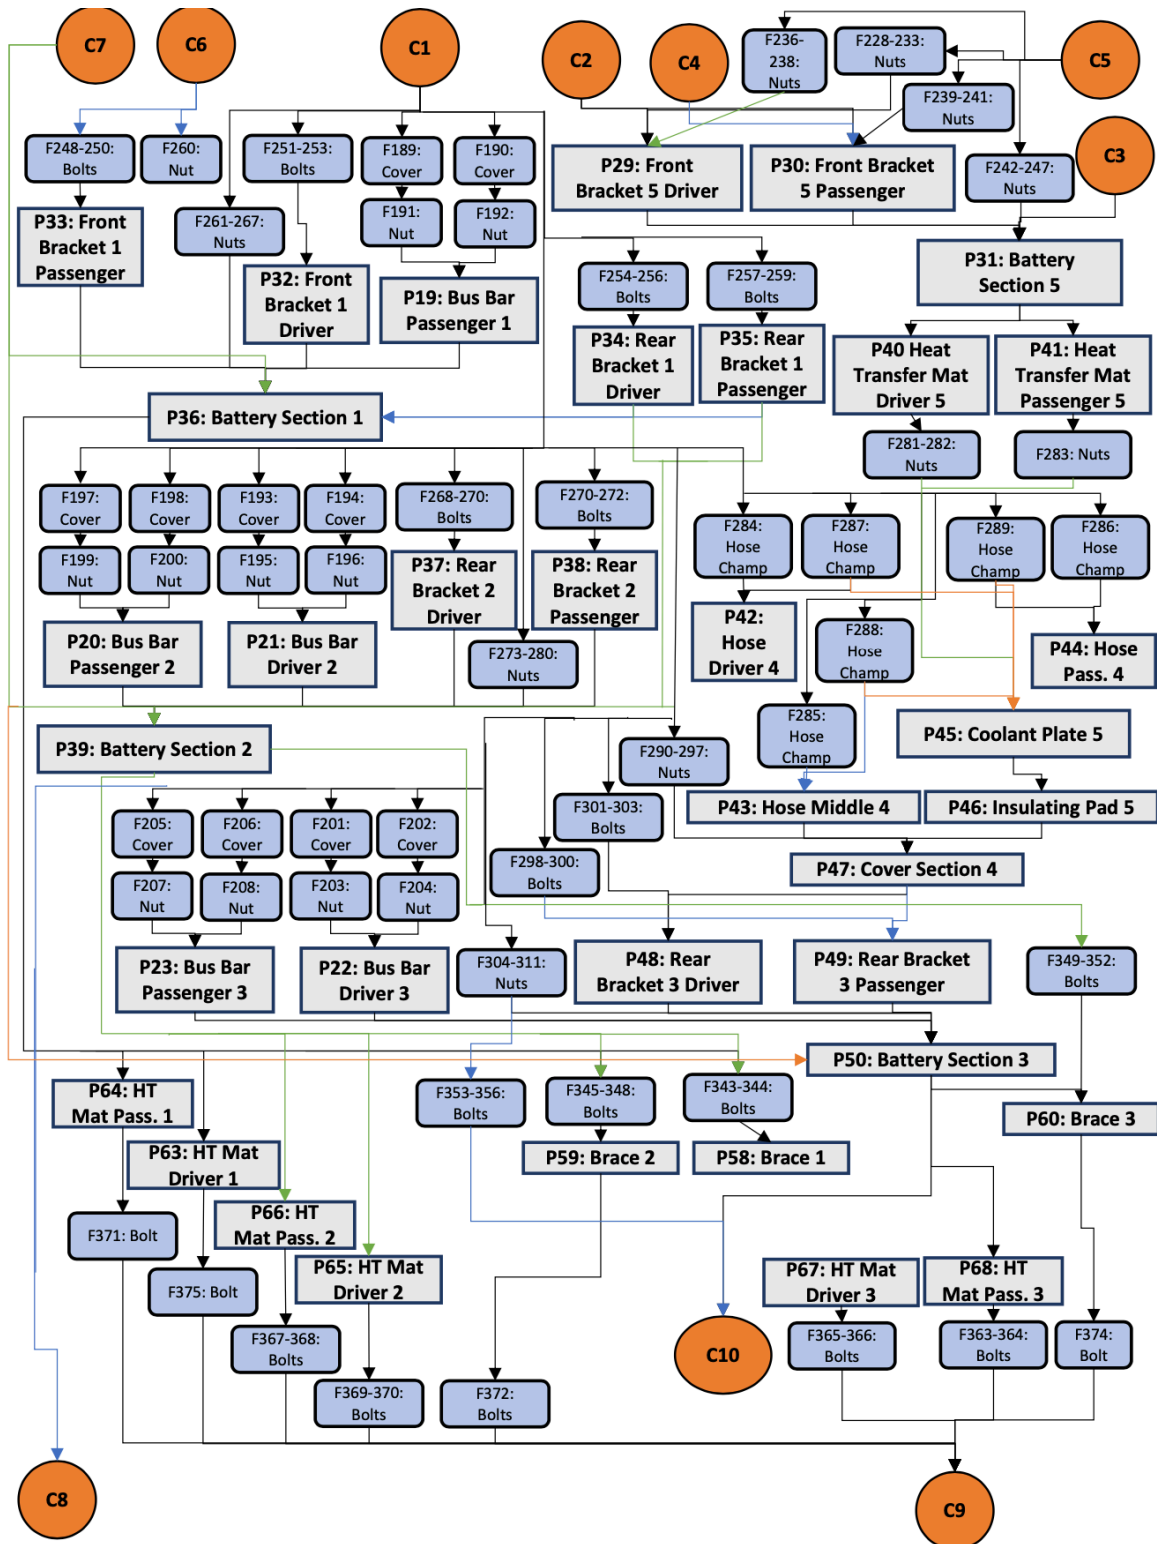 C7
C6
C1
C2
C4
F236-
238:
Nuts
F228-233:
Nuts
C5
F239-241:
Nuts
F248-250:
Bolts
F260:
Nut
F251-253:
Bolts
F189:
Cover
F190:
Cover
P29: Front
Bracket 5 Driver
P30: Front Bracket
5 Passenger
F242-247:
Nuts
C3
P33: Front
Bracket 1
Passenger
F261-267:
Nuts
F191:
Nut
F192:
Nut
P32: Front
Bracket 1
Driver
P19: Bus Bar
Passenger 1
F254-256:
Bolts
F257-259:
Bolts
P31: Battery
Section 5
P34: Rear
Bracket 1
Driver
P35: Rear
Bracket 1
Passenger
P40 Heat
Transfer Mat
Driver 5
P41: Heat
Transfer Mat
Passenger 5
P36: Battery Section 1
F281-282:
Nuts
F283: Nuts
F197:
Cover
F198:
Cover
F193:
Cover
F194:
Cover
F268-270:
Bolts
F270-272:
Bolts
F284:
Hose
Champ
F287:
Hose
Champ
F289:
Hose
Champ
F286:
Hose
Champ
F199:
Nut
F200:
Nut
F195:
Nut
F196:
Nut
P37: Rear
Bracket 2
Driver
P38: Rear
Bracket 2
Passenger
P42:
Hose
Driver 4
F288:
Hose
Champ
P44: Hose
Pass. 4
P20: Bus Bar
Passenger 2
P21: Bus Bar
Driver 2
F273-280:
Nuts
F285:
Hose
Champ
P45: Coolant Plate 5
P39: Battery Section 2
F290-297:
Nuts
P43: Hose Middle 4
P46: Insulating Pad 5
F205:
Cover
F206:
Cover
F201:
Cover
F202:
Cover
F301-303:
Bolts
F298-300:
Bolts
P47: Cover Section 4
F207:
Nut
F208:
Nut
F203:
Nut
F204:
Nut
P23: Bus Bar
Passenger 3
P22: Bus Bar
Driver 3
F304-311:
Nuts
P48: Rear
Bracket 3 Driver
P49: Rear Bracket
3 Passenger
F349-352:
Bolts
P50: Battery Section 3
P64: HT
Mat Pass. 1
F353-356:
Bolts
F345-348:
Bolts
F343-344:
Bolts
P60: Brace 3
P63: HT Mat
Driver 1
P59: Brace 2
P58: Brace 1
F371: Bolt
P66: HT
Mat Pass. 2
F375: Bolt
P65: HT Mat
Driver 2
P67: HT Mat
Driver 3
P68: HT
Mat Pass. 3
F367-368:
Bolts
C10
F365-366:
Bolts
F363-364:
Bolts
F374:
Bolt
F369-370:
Bolts
F372:
Bolts
C8
C9